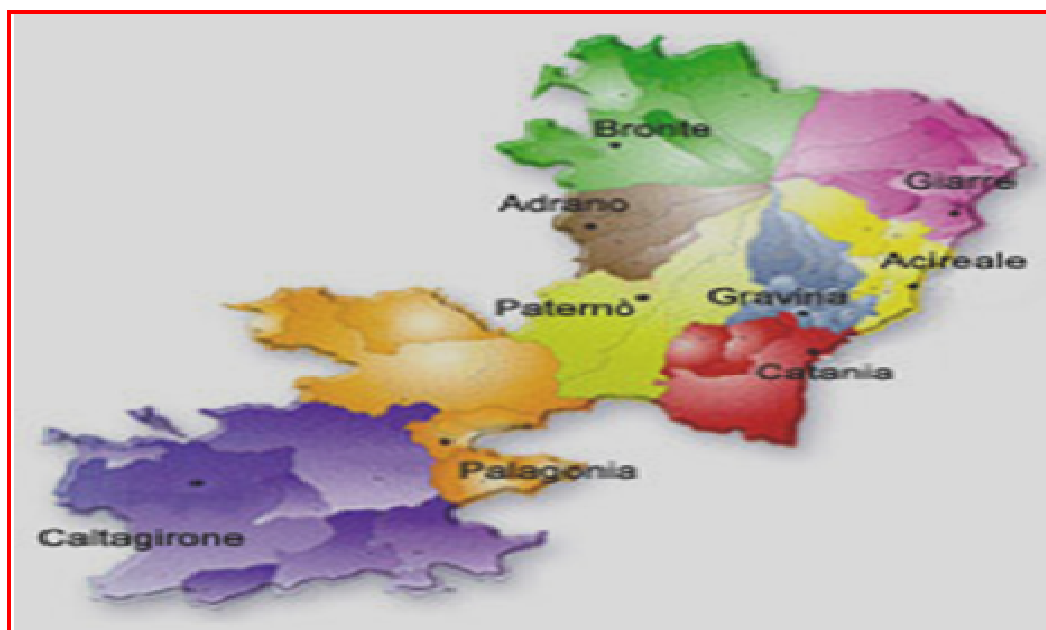 Bronte
Giarre
Adrano
Acireale
Gravina
Paternò
Catania
Palagonia
Caltagirone